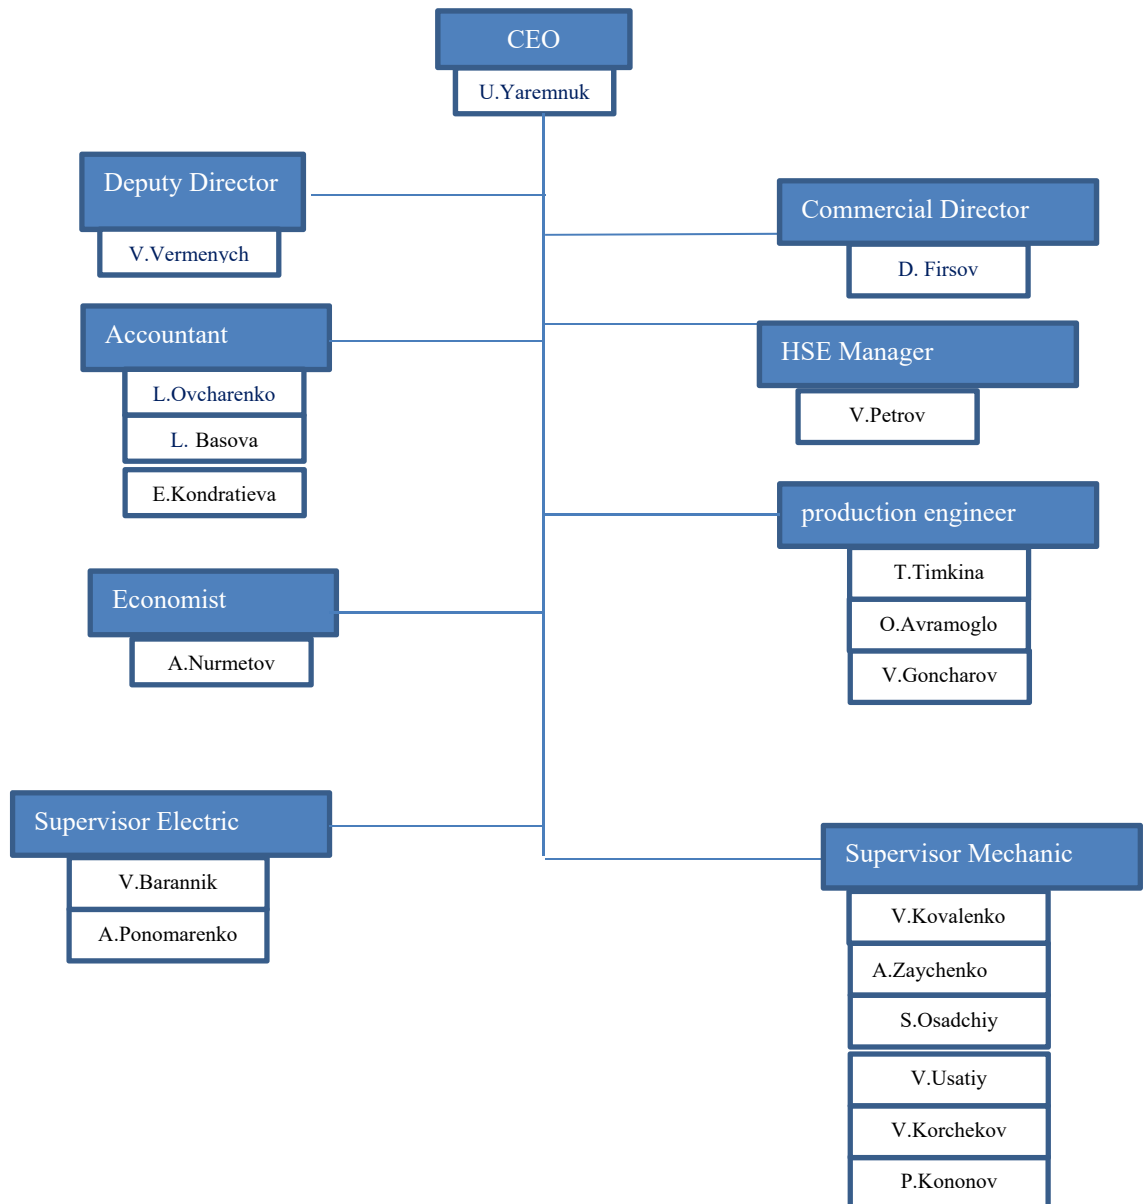 CEO
U.Yaremnuk
Deputy Director
V.Vermenych
Commercial Director
D. Firsov
Accountant
L.Ovcharenko
L. Basova
E.Kondratieva
HSE Manager
V.Petrov
production engineer
T.Timkina
O.Avramoglo
V.Goncharov
Economist
A.Nurmetov
Supervisor Electric
V.Barannik
A.Ponomarenko
Supervisor Mechanic
V.Kovalenko
A.Zaychenko
S.Osadchiy
V.Usatiy
V.Korchekov
P.Kononov